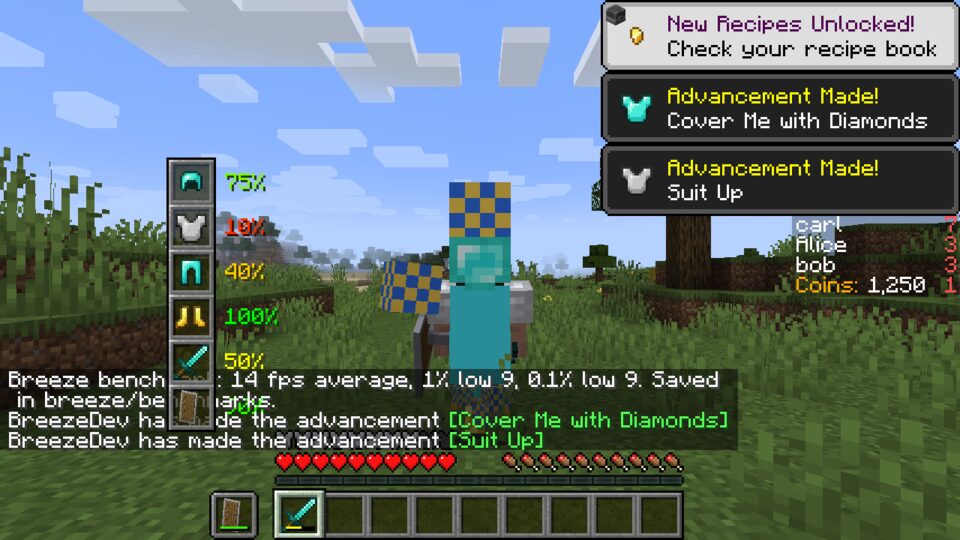 New Recipes Unlocked!
Check your recipe book
Advancement Made!
Cover Me with Diamonds
Advancement Made!
Suit Up
75%
10%
40%
100%
50%
carl 7
Alice 3
bob 3
Coins: 1,250 1
Breeze bench : 14 fps average, 1% low 9, 0.1% low 9. Saved
in breeze/be marks.
BreezeDev ha de the advancement [Cover Me with Diamonds]
BreezeDev has made the advancement [Suit Up]